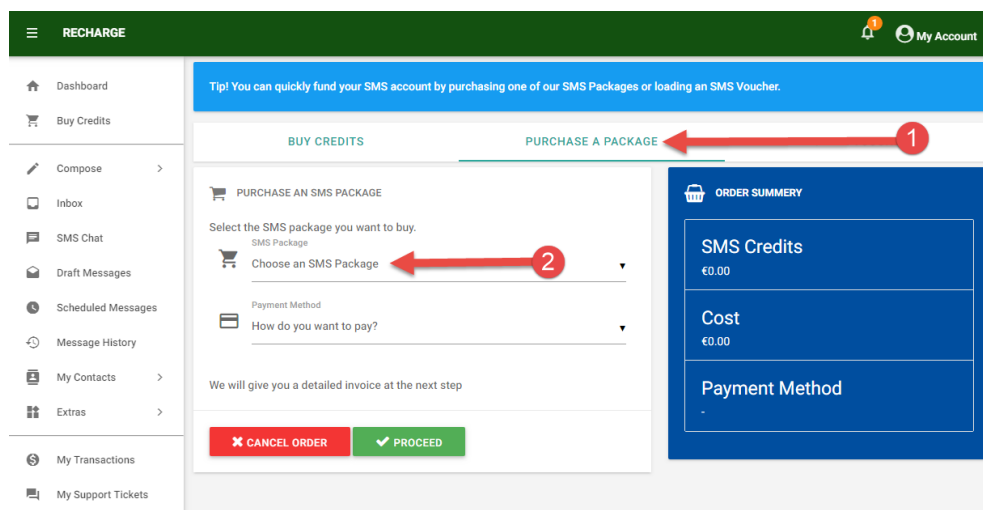 RECHARGE
1
My Account
Dashboard
Buy Credits
Compose
Inbox
SMS Chat
Draft Messages
Scheduled Messages
Message History
My Contacts
Extras
My Transactions
My Support Tickets
Tip! You can quickly fund your SMS account by purchasing one of our SMS Packages or loading an SMS Voucher.
BUY CREDITS
PURCHASE A PACKAGE
1
PURCHASE AN SMS PACKAGE
Select the SMS package you want to buy.
SMS Package
Choose an SMS Package
2
Payment Method
How do you want to pay?
We will give you a detailed invoice at the next step
CANCEL ORDER
PROCEED
ORDER SUMMERY
SMS Credits
€0.00
Cost
€0.00
Payment Method
-